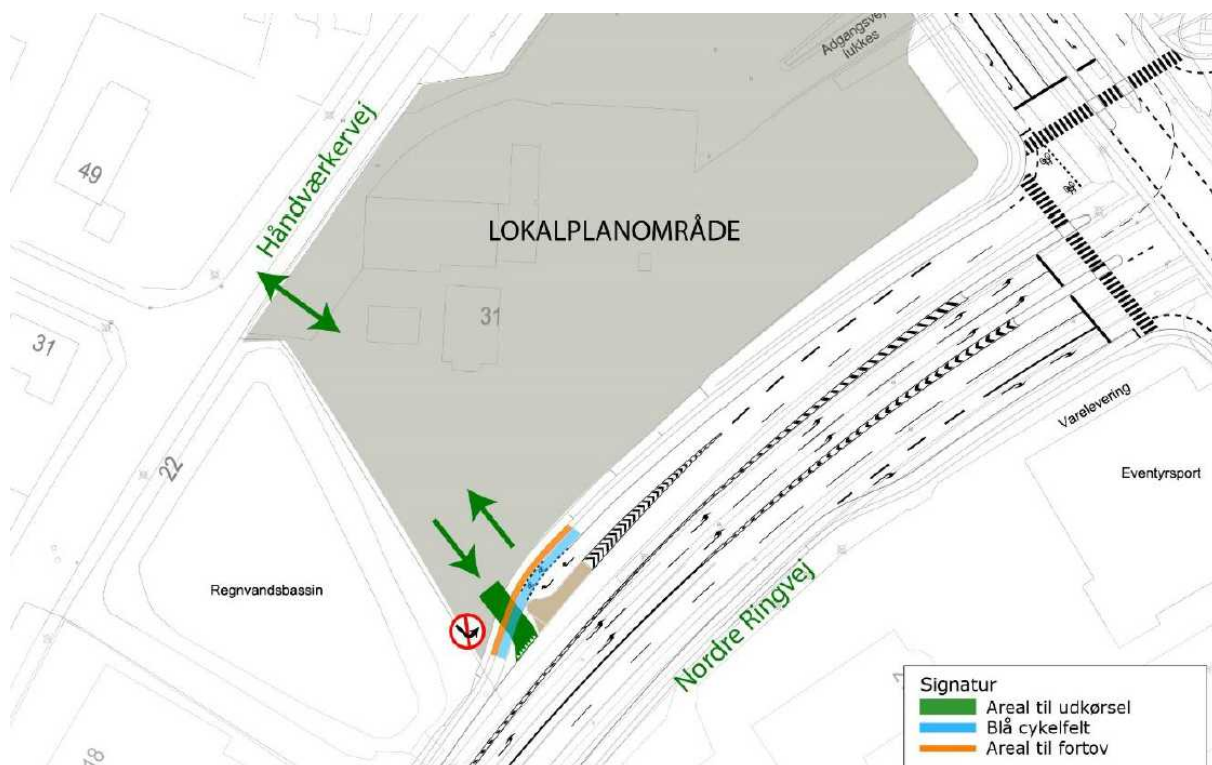 Adgangsvej
lukkes
Håndværkervej
49
LOKALPLANOMRÅDE
31
31
22
Varelevering
Eventyrsport
Regnvandsbassin
Nordre Ringvej
18
Signatur
Areal til udkørsel
Blå cykelfelt
Areal til fortov